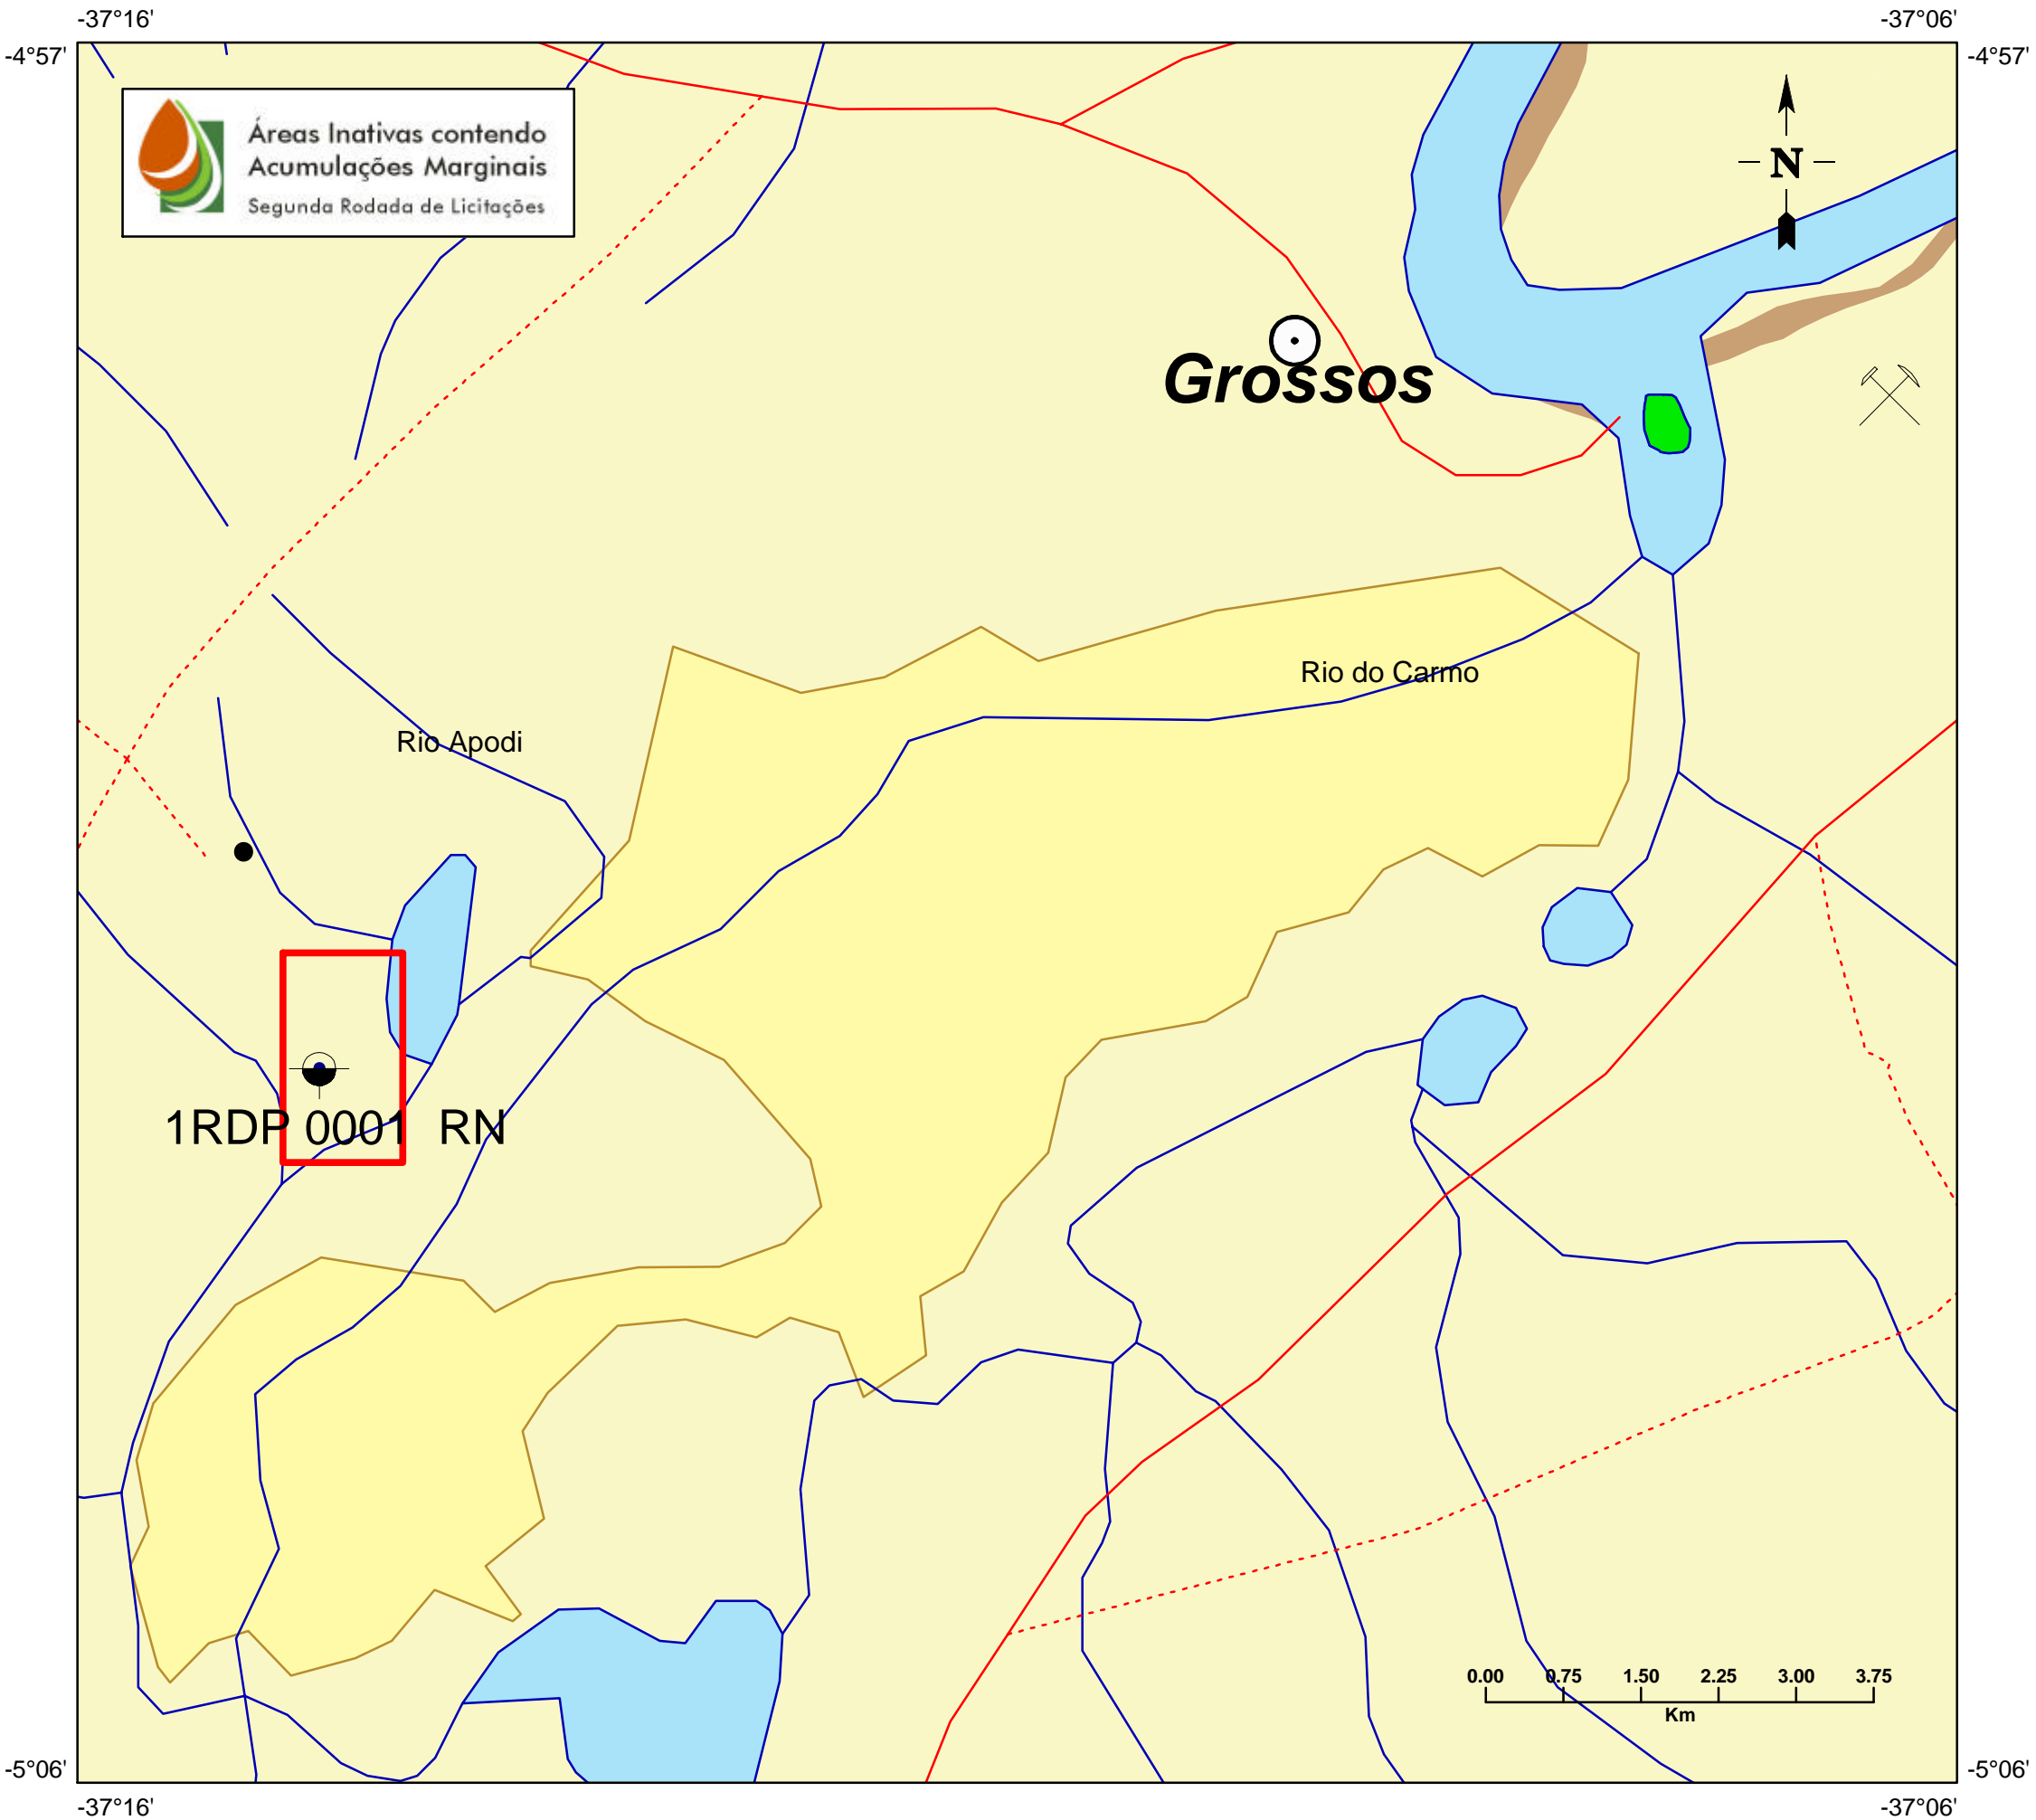 -37°16'
-37°06'
-4°57'
-4°57'
Áreas Inativas contendo
Acumulações Marginais
Segunda Rodada de Licitações
N
Grossos
Rio do Carmo
Rio Apodi
1RDP 0001 RN
0.00 0.75 1.50 2.25 3.00 3.75
Km
-5°06'
-5°06'
-37°16'
-37°06'